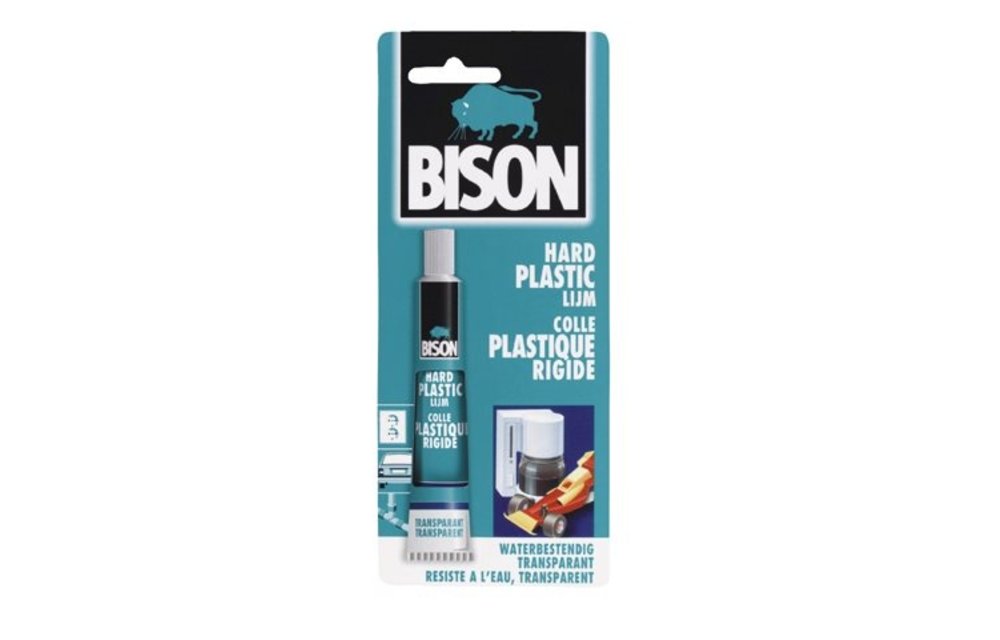 BISON
HARD
PLASTIC
LIJM
COLLE
PLASTIQUE
RIGIDE
BISON
HARD
PLASTIC
LIJM
COLLE
PLASTIQUE
RIGIDE
TRANSPARANT
TRANSPARENT
WATERBESTENDIG
TRANSPARANT
RESISTE A L'EAU, TRANSPARENT